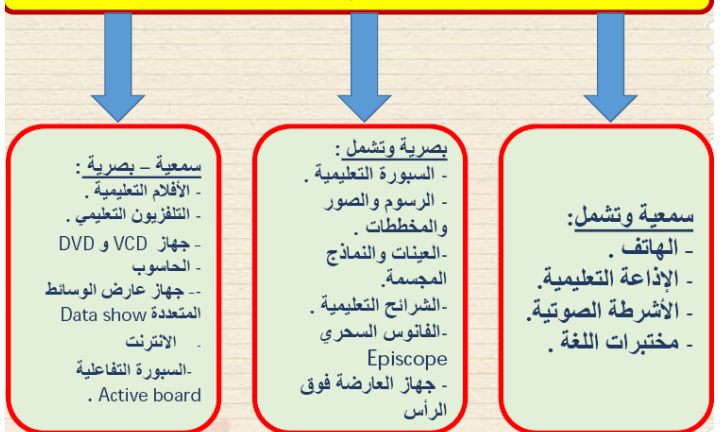 سمعية وتشمل:
- الهاتف .
- الإذاعة التعليمية.
- الأشرطة الصوتية.
- مختبرات اللغة .
بصرية وتشمل :
- السبورة التعليمية .
- الرسوم والصور
والمخططات .
-العينات والنماذج
المجسمة.
-الشرائح التعليمية .
-الفانوس السحري
Episcope
- جهاز العارضة فوق
الرأس
سمعية – بصرية :
- الأفلام التعليمية .
- التلفزيون التعليمي .
- جهاز VCD و DVD
- الحاسوب
-- جهاز عارض الوسائط
المتعددة Data show
- الانترنت
-السبورة التفاعلية
Active board .